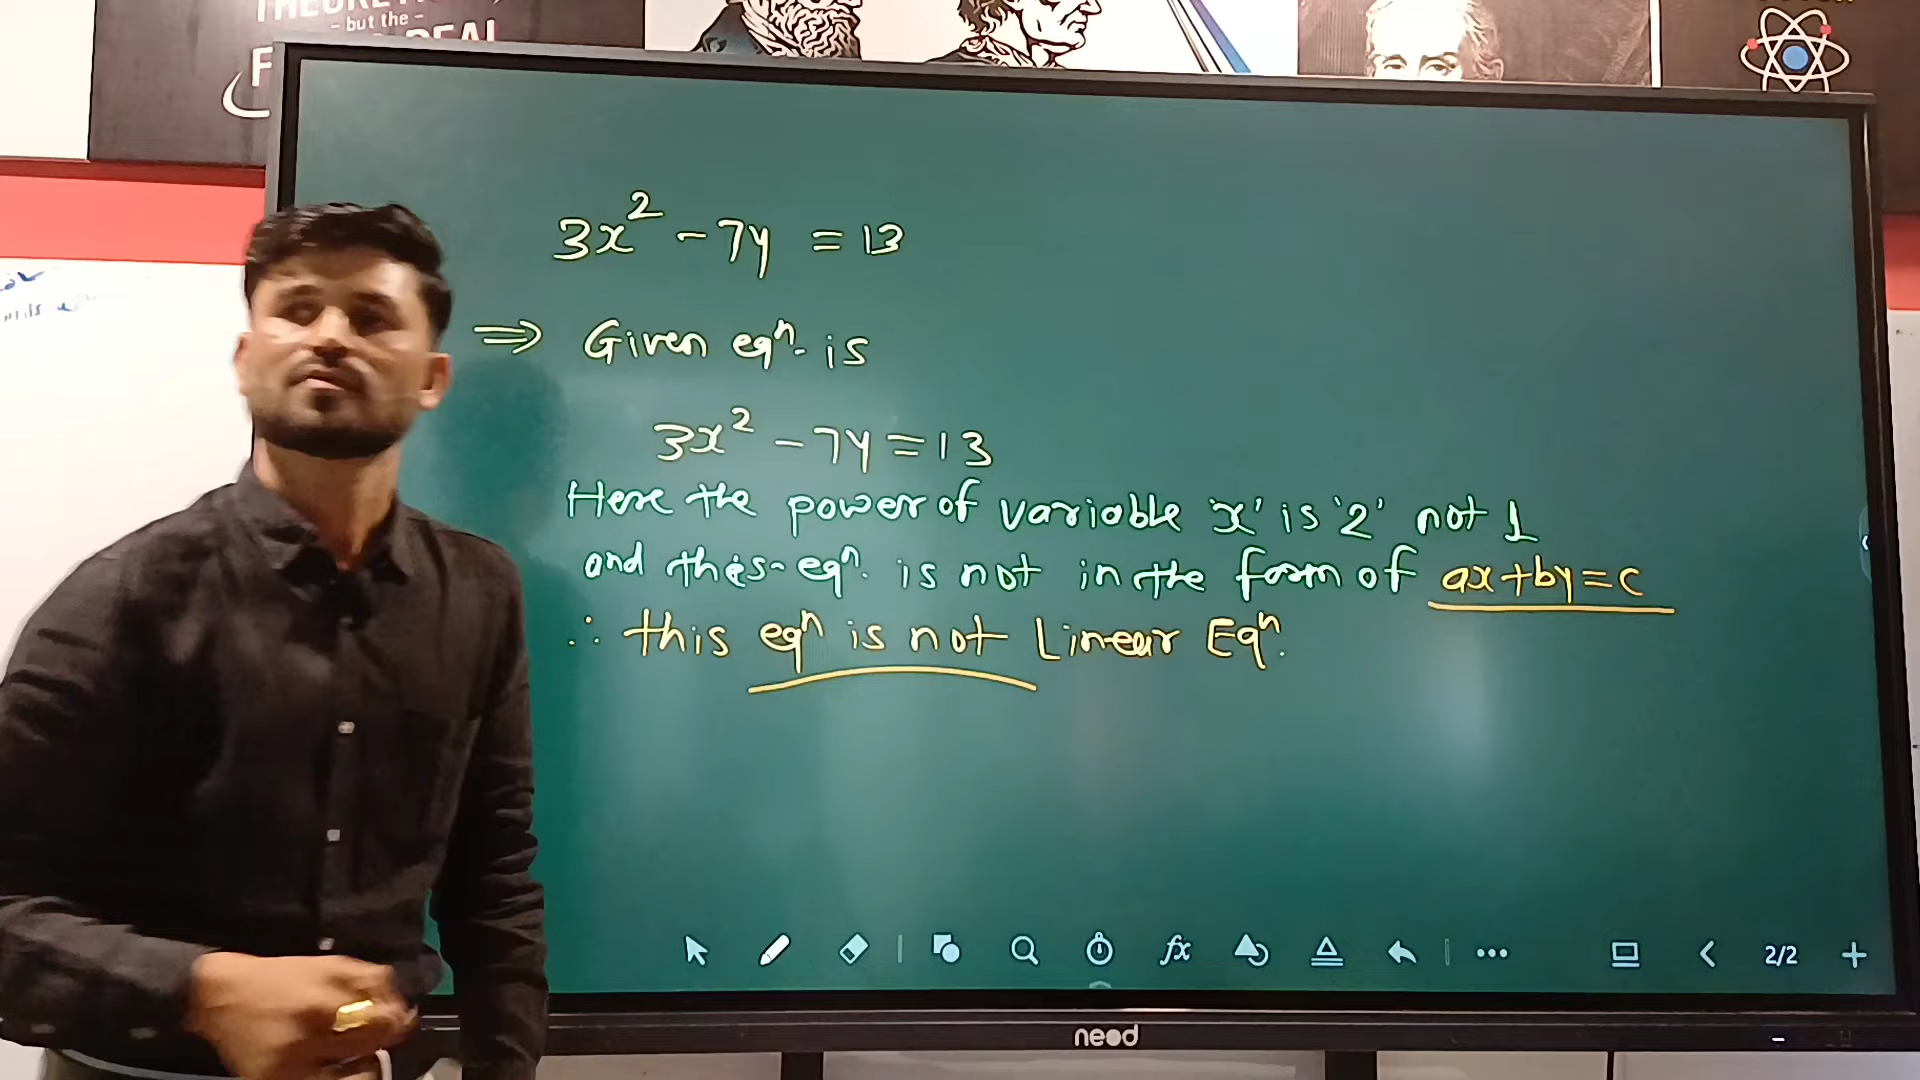 - but the -
3x² - 7y = 13
⇒ Given eqⁿ. is
3x² - 7y = 13
Here the power of variable 'x' is '2' not 1
and this eqⁿ. is not in the form of ax+by=c
∴ this eqⁿ is not Linear Eqⁿ.
fx
2/2
neod